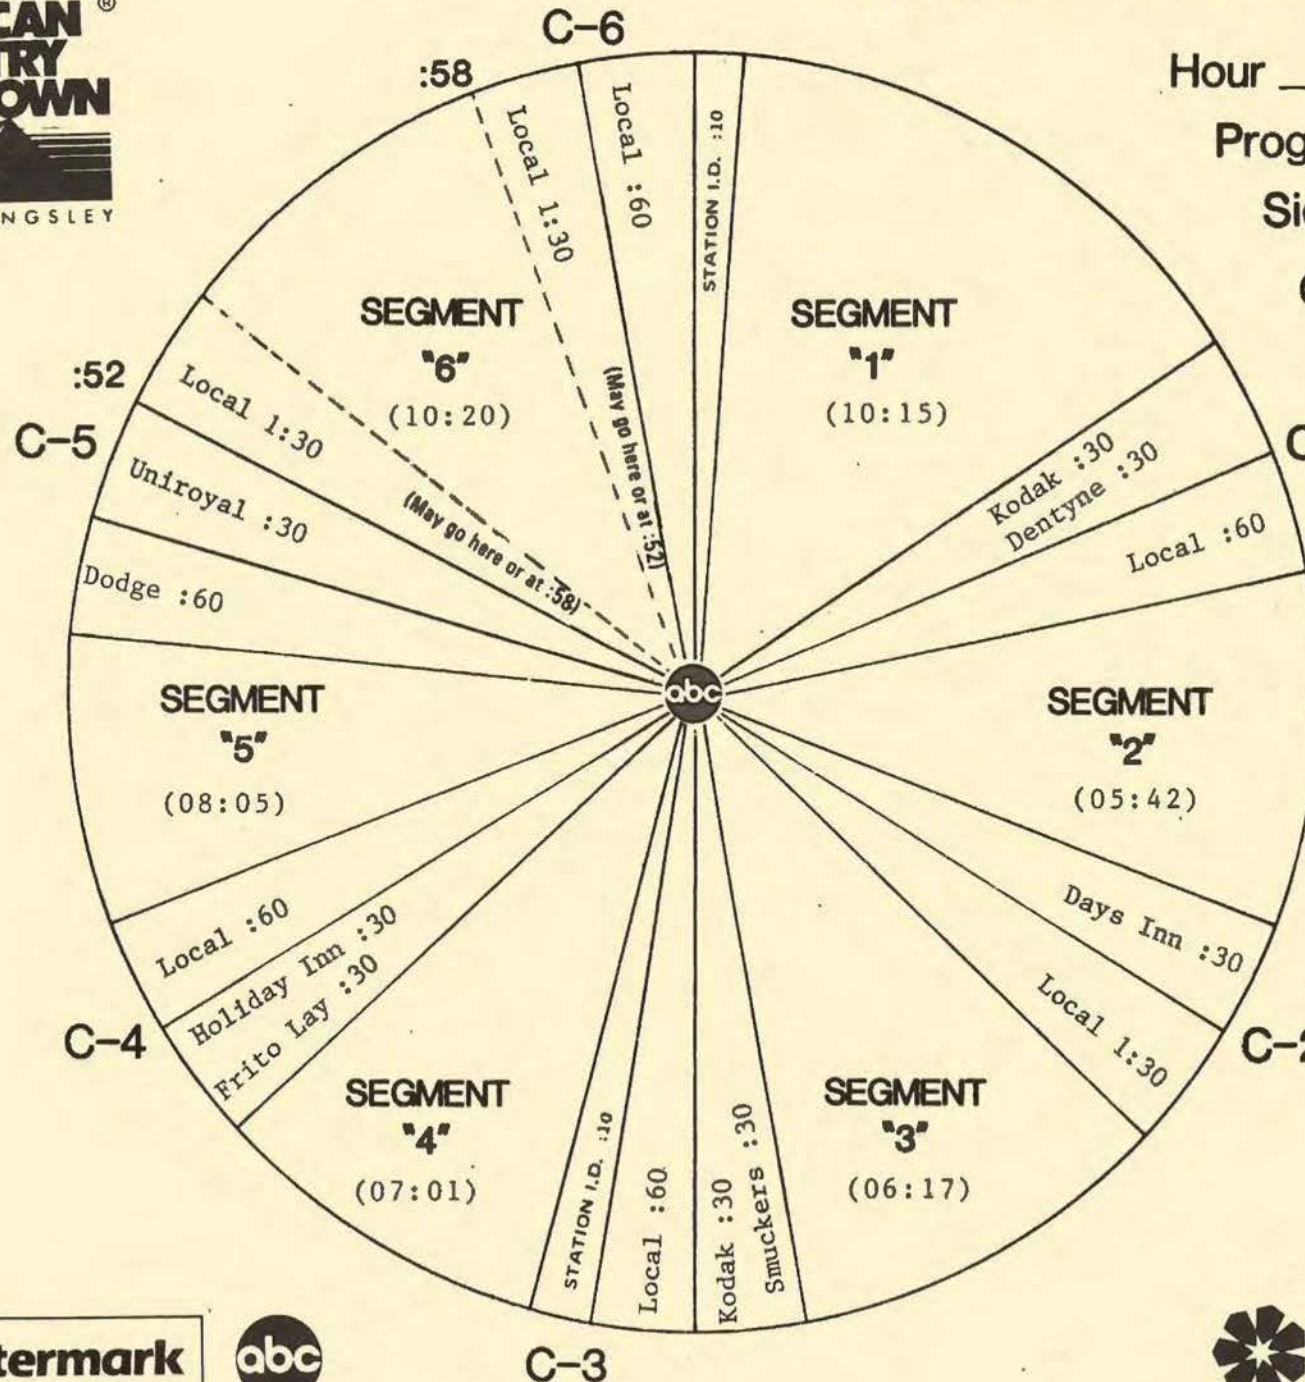 CAN ®
TRY
OWN
NGSLEY
C-6
:58
Hour
Prog
Local 1:30
Local :60
(May go here or at :52)
STATION I.D. :10
SEGMENT
"1"
(10:15)
Kodak :30
Dentyne :30
Local :60
SEGMENT
"2"
(05:42)
Days Inn :30
C-2
Local 1:30
SEGMENT
"3"
(06:17)
Smuckers :30
Kodak :30
Local :60
C-3
STATION I.D. :10
SEGMENT
"4"
(07:01)
Frito Lay :30
Holiday Inn :30
C-4
Local :60
SEGMENT
"5"
(08:05)
Dodge :60
Uniroyal :30
C-5
:52
Local 1:30
(May go here or at :58)
SEGMENT
"6"
(10:20)
abc
termark
abc